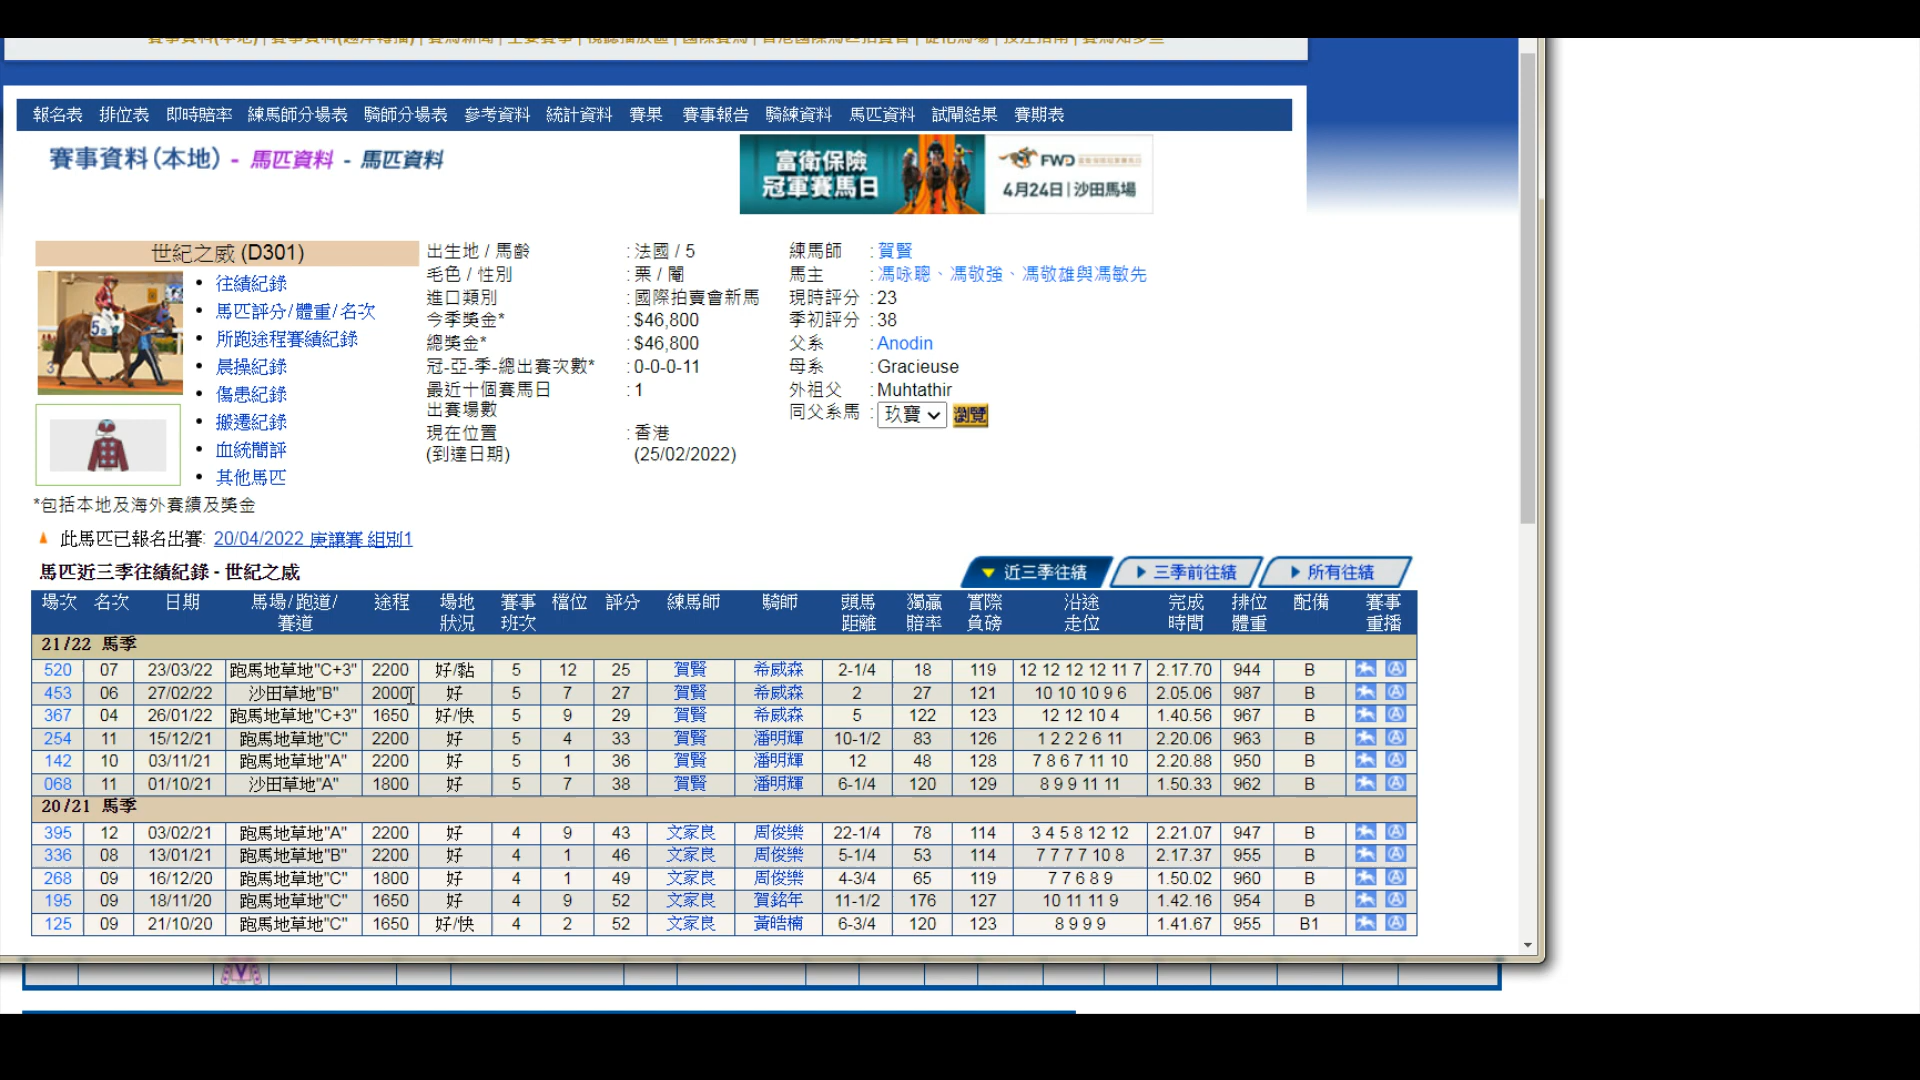 報名表 排位表 即時賠率 練馬師分場表 騎師分場表 參考資料 統計資料 賽果 賽事報告 騎練資料 馬匹資料 試閘結果 賽期表
賽事資料(本地) - 馬匹資料 - 馬匹資料
富衛保險
冠軍賽馬日
FWD
4月24日|沙田馬場
世紀之威 (D301)
• 往績紀錄
• 馬匹評分/體重/名次
• 所跑途程賽績紀錄
• 晨操紀錄
• 傷患紀錄
• 搬遷紀錄
• 血統簡評
• 其他馬匹
出生地 / 馬齡 : 法國 / 5
毛色 / 性別 : 栗 / 閹
進口類別 : 國際拍賣會新馬
今季獎金* : $46,800
總獎金* : $46,800
冠-亞-季-總出賽次數* : 0-0-0-11
最近十個賽馬日 : 1
出賽場數
現在位置 : 香港
(到達日期) (25/02/2022)
練馬師 : 賀賢
馬主 : 馮咏聰、馮敬強、馮敬雄與馮敏先
現時評分 : 23
季初評分 : 38
父系 : Anodin
母系 : Gracieuse
外祖父 : Muhtathir
同父系馬 : 玖寶 瀏覽
*包括本地及海外賽績及獎金
此馬匹已報名出賽: 20/04/2022 庚讓賽 組別1
馬匹近三季往績紀錄 - 世紀之威
近三季往績 三季前往績 所有往績
場次 名次 日期 馬場/跑道/ 途程 場地 賽事 檔位 評分 練馬師 騎師 頭馬 獨贏 實際 沿途 完成 排位 配備 賽事
賽道 狀況 班次 距離 賠率 負磅 走位 時間 體重 重播
21/22 馬季
520 07 23/03/22 跑馬地草地"C+3" 2200 好/黏 5 12 25 賀賢 希威森 2-1/4 18 119 12 12 12 12 11 7 2.17.70 944 B
453 06 27/02/22 沙田草地"B" 2000 好 5 7 27 賀賢 希威森 2 27 121 10 10 10 9 6 2.05.06 987 B
367 04 26/01/22 跑馬地草地"C+3" 1650 好/快 5 9 29 賀賢 希威森 5 122 123 12 12 10 4 1.40.56 967 B
254 11 15/12/21 跑馬地草地"C" 2200 好 5 4 33 賀賢 潘明輝 10-1/2 83 126 1 2 2 2 6 11 2.20.06 963 B
142 10 03/11/21 跑馬地草地"A" 2200 好 5 1 36 賀賢 潘明輝 12 48 128 7 8 6 7 11 10 2.20.88 950 B
068 11 01/10/21 沙田草地"A" 1800 好 5 7 38 賀賢 潘明輝 6-1/4 120 129 8 9 9 11 11 1.50.33 962 B
20/21 馬季
395 12 03/02/21 跑馬地草地"A" 2200 好 4 9 43 文家良 周俊樂 22-1/4 78 114 3 4 5 8 12 12 2.21.07 947 B
336 08 13/01/21 跑馬地草地"B" 2200 好 4 1 46 文家良 周俊樂 5-1/4 53 114 7 7 7 7 10 8 2.17.37 955 B
268 09 16/12/20 跑馬地草地"C" 1800 好 4 1 49 文家良 周俊樂 4-3/4 65 119 7 7 6 8 9 1.50.02 960 B
195 09 18/11/20 跑馬地草地"C" 1650 好 4 9 52 文家良 賀銘年 11-1/2 176 127 10 11 11 9 1.42.16 954 B
125 09 21/10/20 跑馬地草地"C" 1650 好/快 4 2 52 文家良 黃皓楠 6-3/4 120 123 8 9 9 9 1.41.67 955 B1